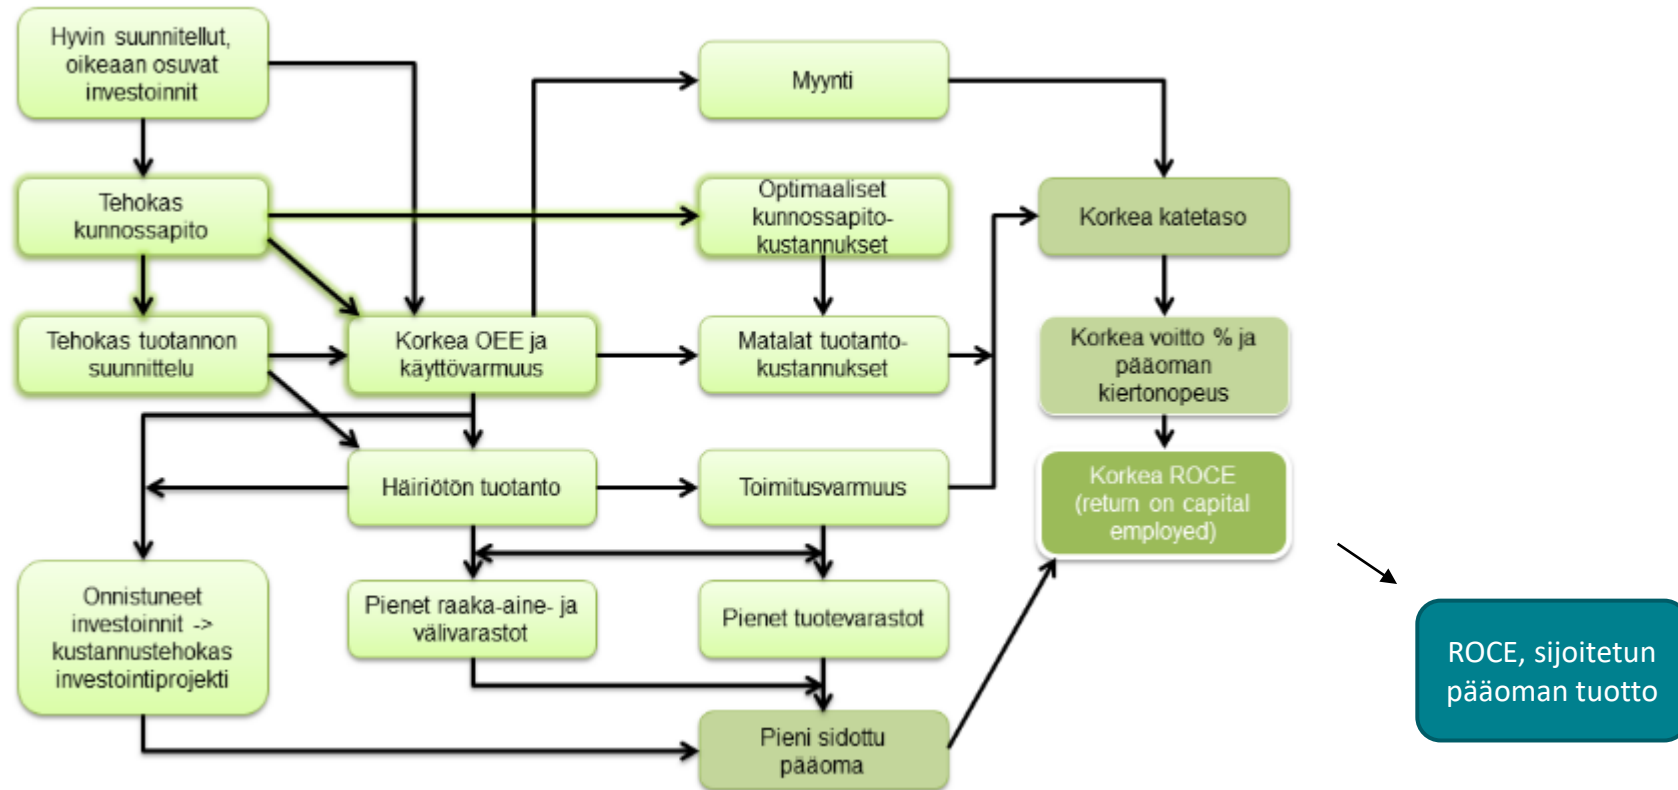 Hyvin suunnitellut,
oikeaan osuvat
investoinnit
Myynti
Tehokas
kunnossapito
Optimaaliset
kunnossapito-
kustannukset
Korkea katetaso
Tehokas tuotannon
suunnittelu
Korkea OEE ja
käyttövarmuus
Matalat tuotanto-
kustannukset
Korkea voitto % ja
pääoman
kiertonopeus
Häiriötön tuotanto
Toimitusvarmuus
Korkea ROCE
(return on capital
employed)
Onnistuneet
investoinnit ->
kustannustehokas
investointiprojekti
Pienet raaka-aine- ja
välivarastot
Pienet tuotevarastot
ROCE, sijoitetun
pääoman tuotto
Pieni sidottu
pääoma